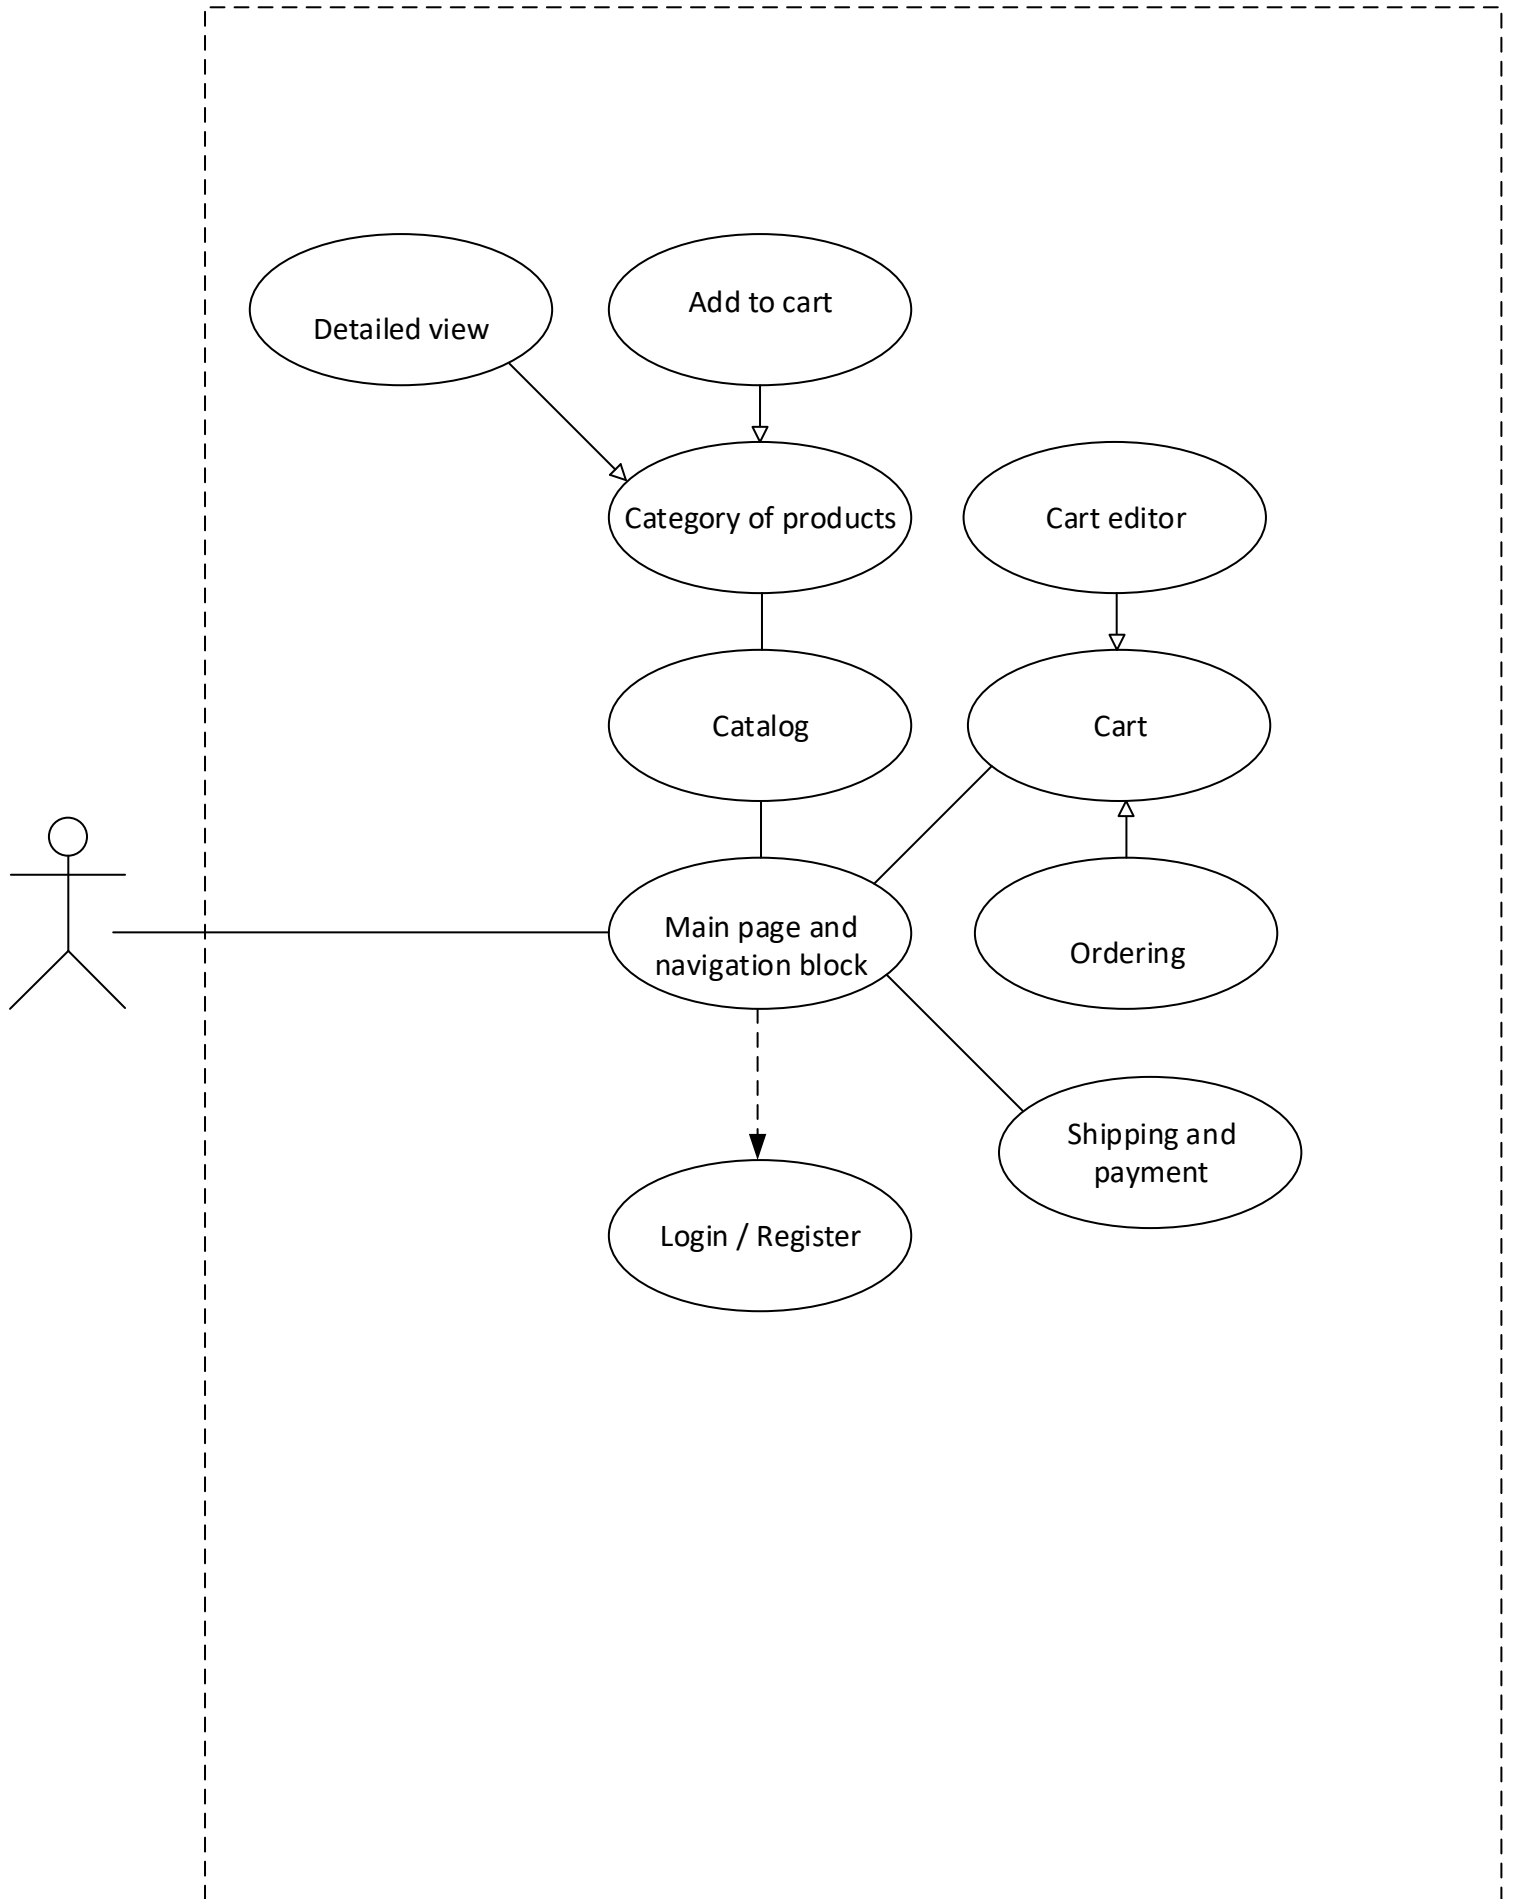 Detailed view
Add to cart
Category of products
Cart editor
Catalog
Cart
Main page and
navigation block
Ordering
Shipping and
payment
Login / Register